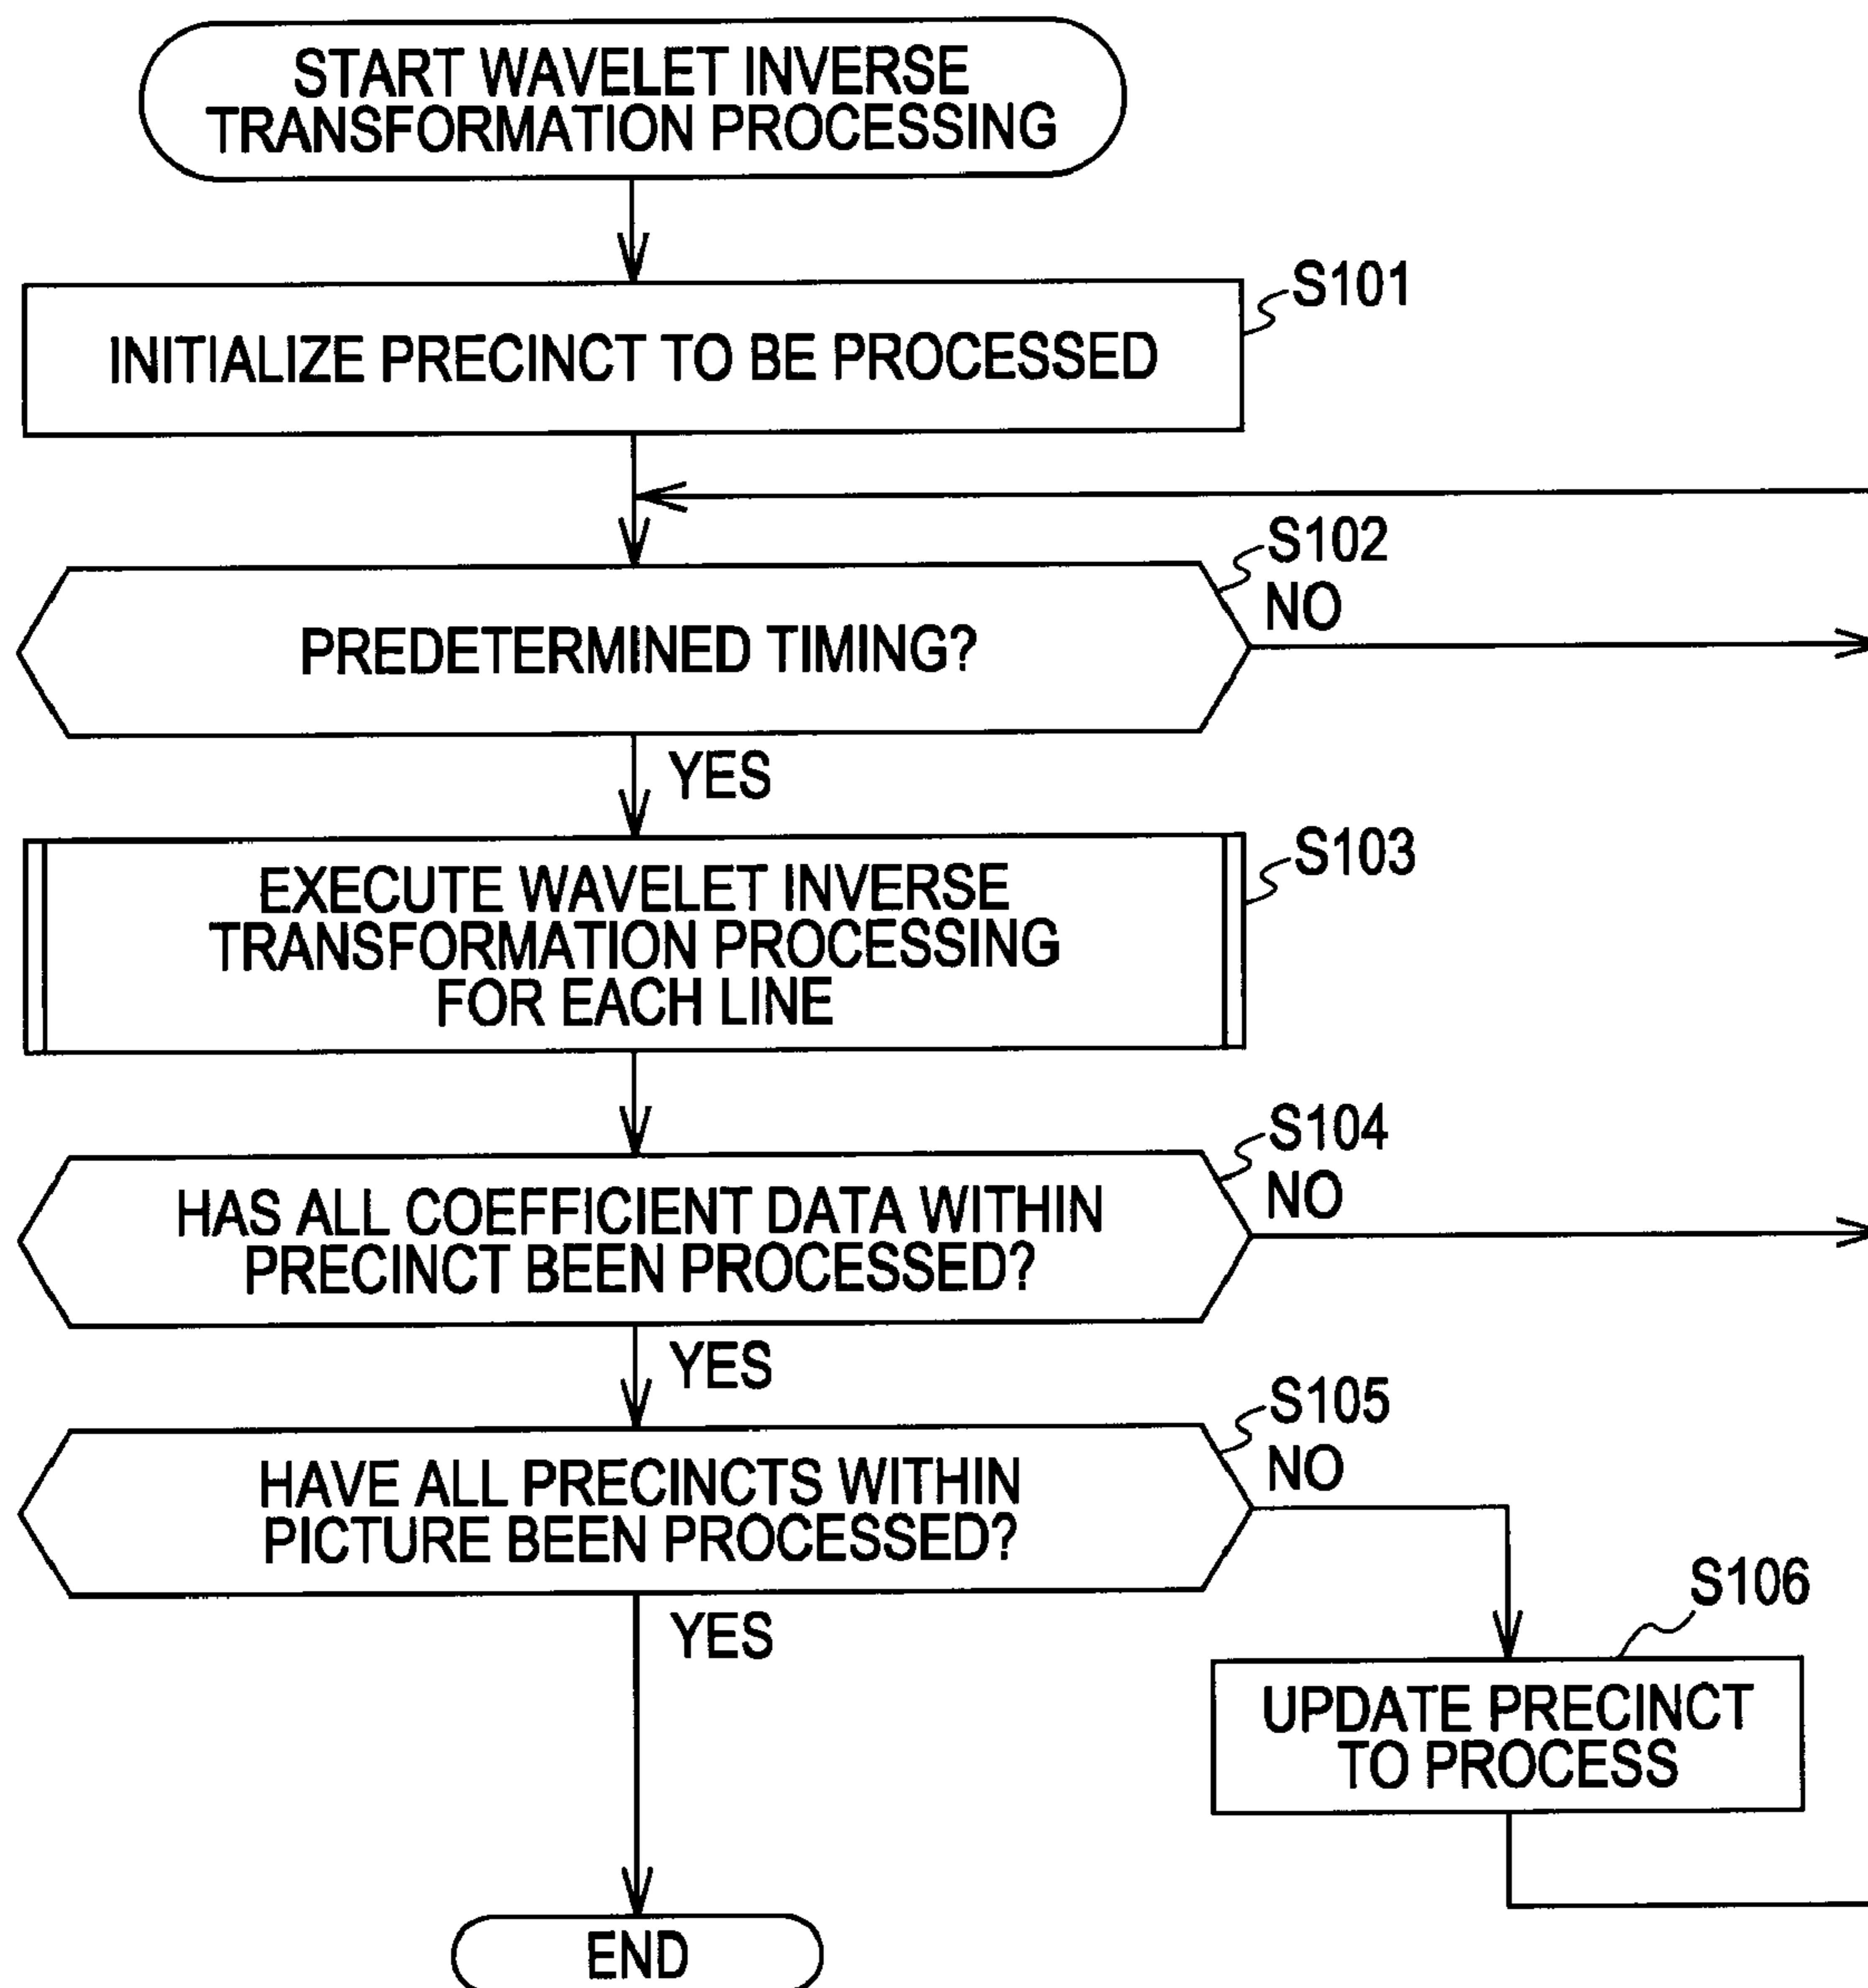 START WAVELET INVERSE
TRANSFORMATION PROCESSING
S101
INITIALIZE PRECINCT TO BE PROCESSED
S102
NO
PREDETERMINED TIMING?
YES
S103
EXECUTE WAVELET INVERSE
TRANSFORMATION PROCESSING
FOR EACH LINE
S104
NO
HAS ALL COEFFICIENT DATA WITHIN
PRECINCT BEEN PROCESSED?
YES
S105
NO
HAVE ALL PRECINCTS WITHIN
PICTURE BEEN PROCESSED?
YES
S106
UPDATE PRECINCT
TO PROCESS
END